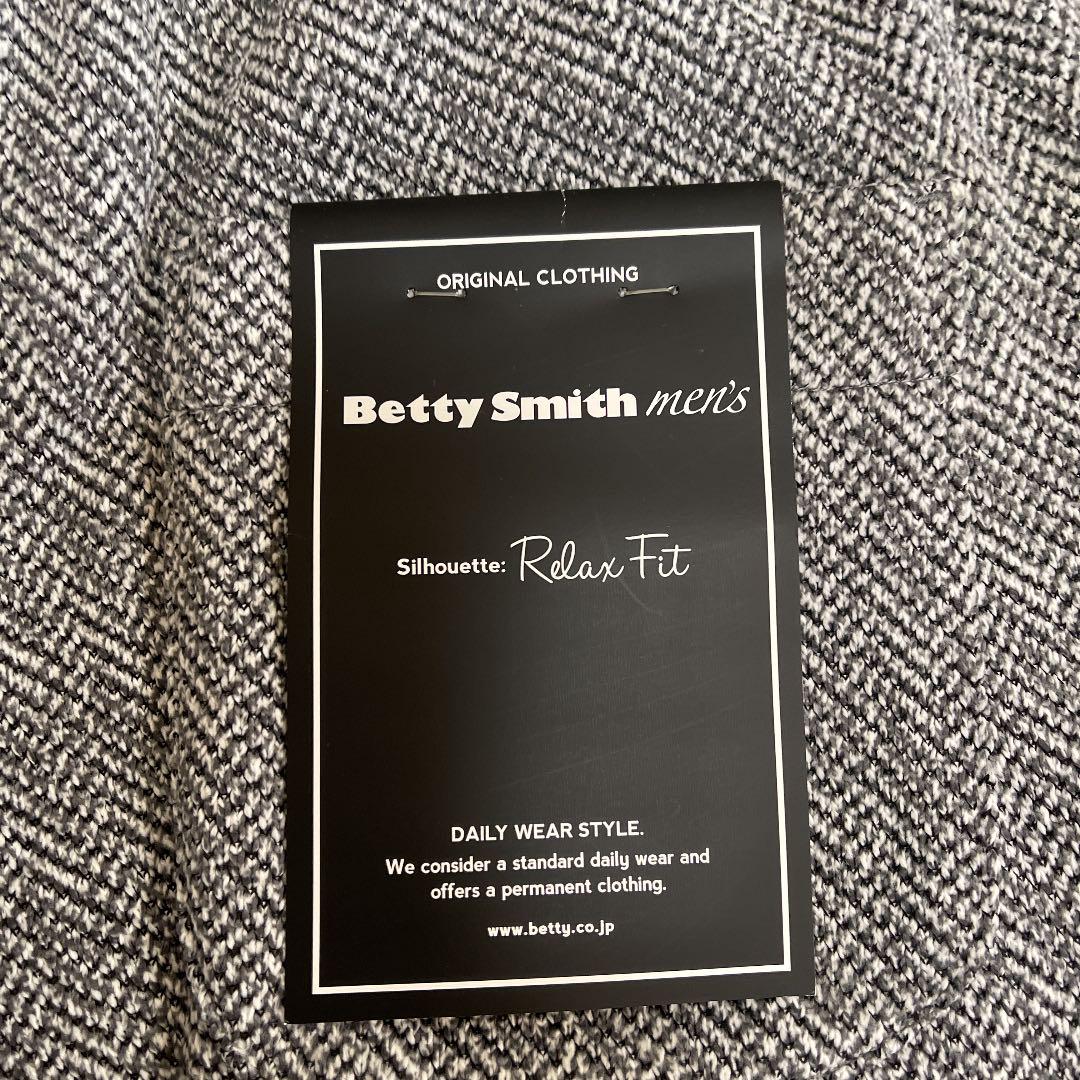 ORIGINAL CLOTHING
Betty Smith men's
Silhouette: Relax Fit
DAILY WEAR STYLE.
We consider a standard daily wear and
offers a permanent clothing.
www.betty.co.jp